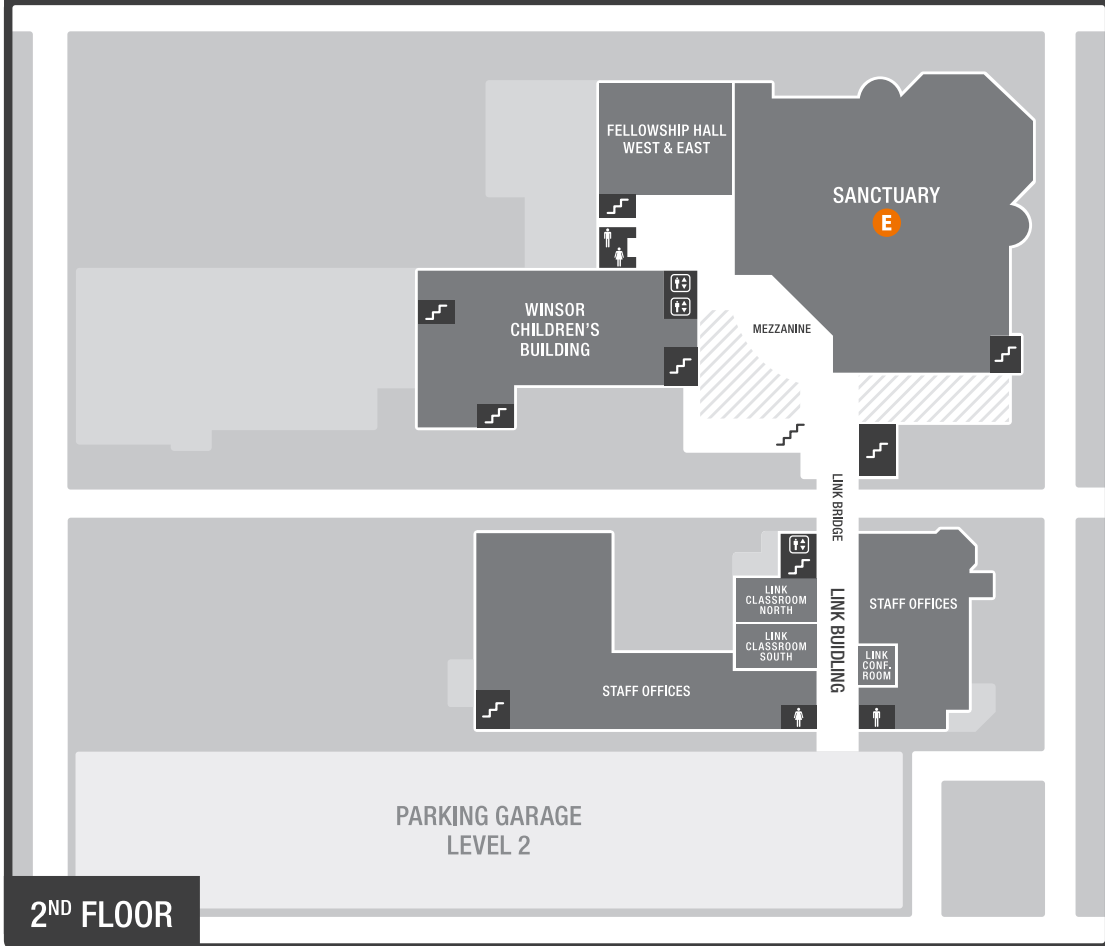 FELLOWSHIP HALL
WEST & EAST
SANCTUARY
E
WINSOR
CHILDREN'S
BUILDING
MEZZANINE
LINK BRIDGE
LINK
CLASSROOM
NORTH
LINK BUIDLING
STAFF OFFICES
LINK
CLASSROOM
SOUTH
LINK
CONF.
ROOM
STAFF OFFICES
PARKING GARAGE
LEVEL 2
2ND FLOOR